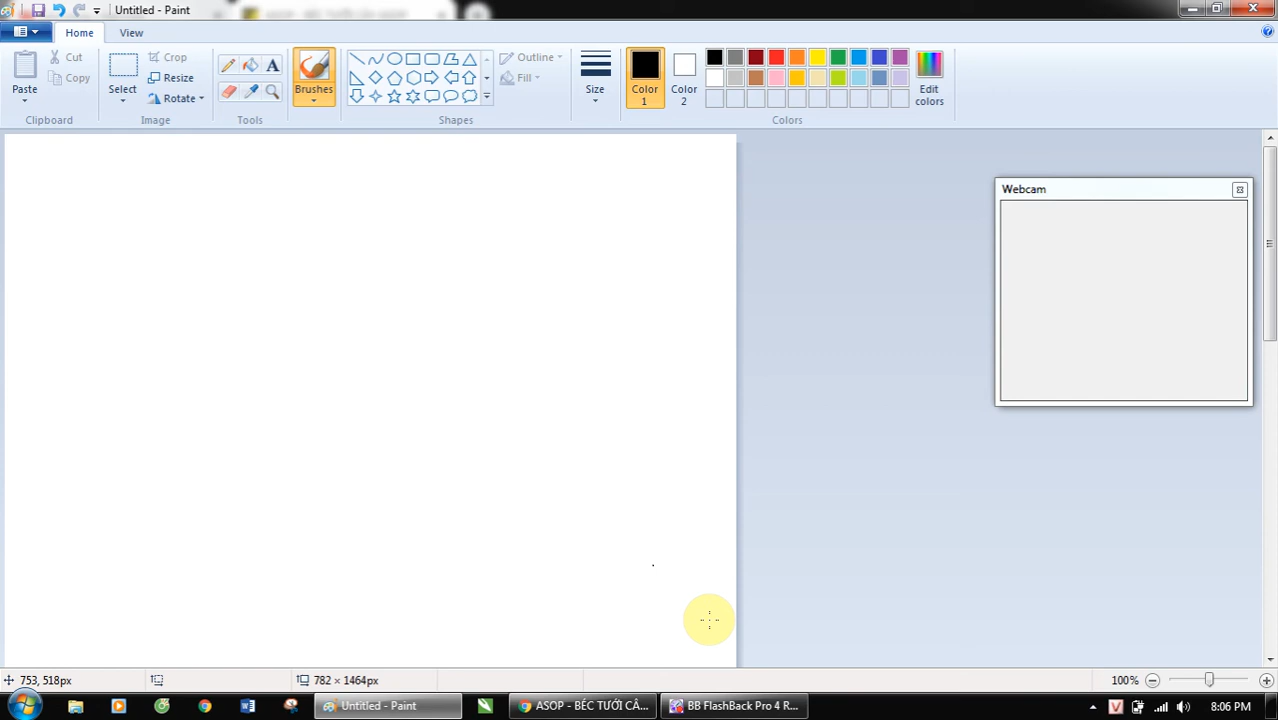 Untitled - Paint
Home
View
Paste
Cut
Copy
Clipboard
Select
Crop
Resize
Rotate
Image
Tools
Brushes
Shapes
Outline
Fill
Size
Color 1
Color 2
Edit colors
Colors
Webcam
753, 518px
782 × 1464px
100%
Untitled - Paint
ASOP - BÉC TƯỚI CÂ...
BB FlashBack Pro 4 R...
8:06 PM